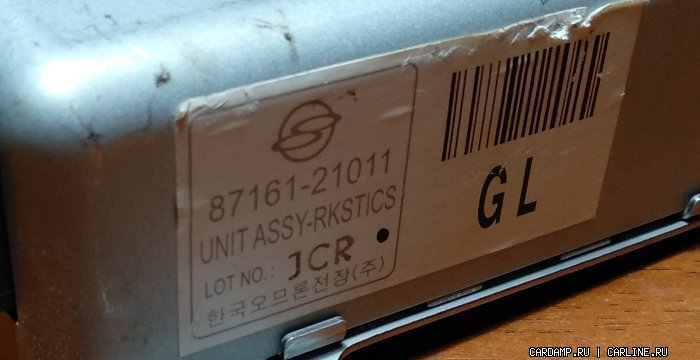 87161-21011
UNIT ASSY-RKSTICS
LOT NO.: JCR
한국오므론전장(주)
GL
CARDAMP.RU | CARLINE.RU